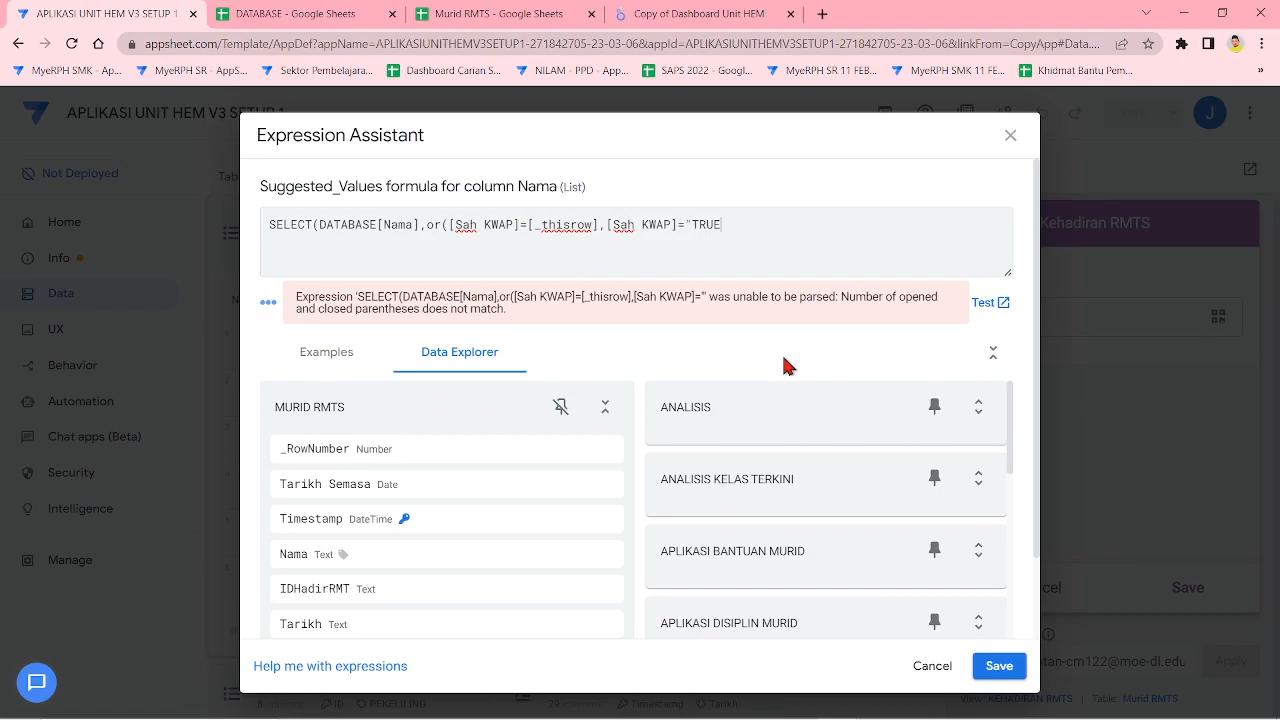 APLIKASI UNIT HEM V3 SETUP 1
DATABASE - Google Sheets
Murid RMTS - Google Sheets
Copy of Dashboard Unit HEM
appsheet.com/Template/AppDef?appName=APLIKASIUNITHEMV3SETUP1-271842705-23-03-06&appId=APLIKASIUNITHEMV3SETUP1-271842705-23-03-06&linkFrom=CopyApp#Data....
MyeRPH SMK - Ap...
MyeRPH SR - AppS...
Sektor Pembelajara...
Dashboard Carian S...
NILAM - PPD - App...
SAPS 2022 - Googl...
MyeRPH SR 11 FEB...
MyeRPH SMK 11 FE...
Khidmat Bantu Pem...
»
APLIKASI UNIT HEM V3 SETUP 1
J
Not Deployed
Home
Info
Data
UX
Behavior
Automation
Chat apps (Beta)
Security
Intelligence
Manage
Expression Assistant
Suggested_Values formula for column Nama (List)
SELECT(DATABASE[Nama],or([Sah KWAP]=[_thisrow],[Sah KWAP]="TRUE
Expression 'SELECT(DATABASE[Nama],or([Sah KWAP]=[_thisrow],[Sah KWAP]="' was unable to be parsed: Number of opened
and closed parentheses does not match.
Test
Examples
Data Explorer
MURID RMTS
_RowNumber Number
Tarikh Semasa Date
Timestamp DateTime
Nama Text
IDHadirRMT Text
Tarikh Text
ANALISIS
ANALISIS KELAS TERKINI
APLIKASI BANTUAN MURID
APLIKASI DISIPLIN MURID
Help me with expressions
Cancel
Save
Kehadiran RMTS
Save
Apply
View: KEHADIRAN RMTS | Table: Murid RMTS